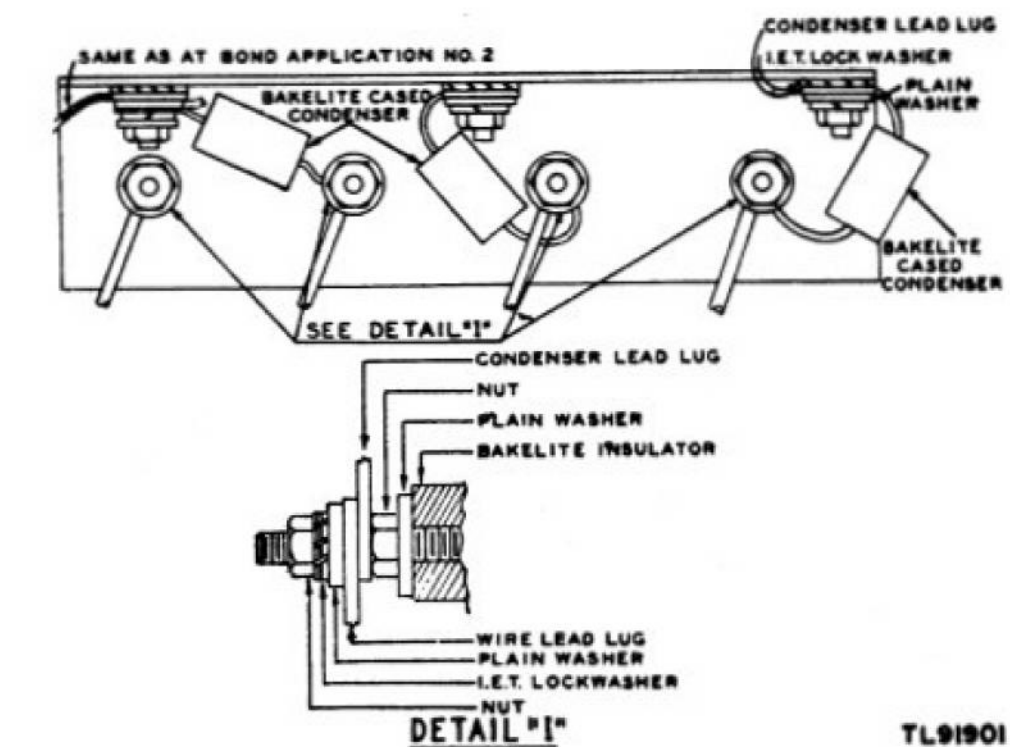 CONDENSER LEAD LUG
SAME AS AT BOND APPLICATION NO. 2
I.E.T. LOCK WASHER
PLAIN
WASHER
BAKELITE CASED
CONDENSER
BAKELITE
CASED
CONDENSER
SEE DETAIL "I"
CONDENSER LEAD LUG
NUT
PLAIN WASHER
BAKELITE INSULATOR
WIRE LEAD LUG
PLAIN WASHER
I.E.T. LOCKWASHER
NUT
DETAIL "I"
TL91901